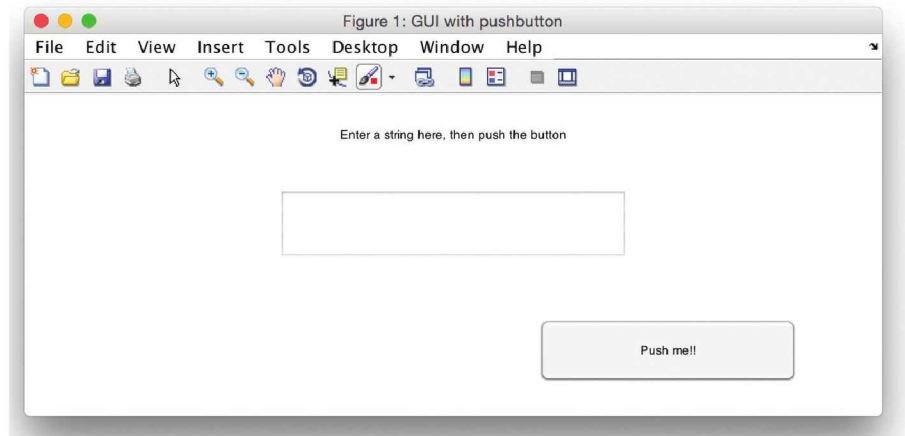 Figure 1: GUI with pushbutton
File Edit View Insert Tools Desktop Window Help
Enter a string here, then push the button
Push me!!